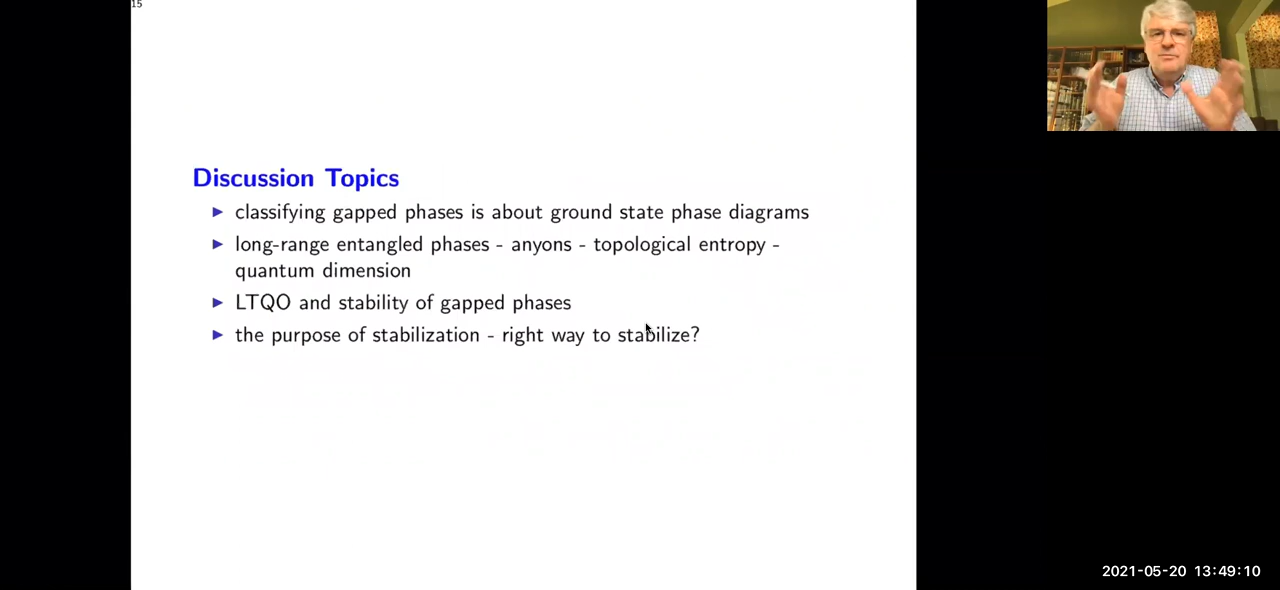 15
Discussion Topics
▶ classifying gapped phases is about ground state phase diagrams
▶ long-range entangled phases - anyons - topological entropy -
quantum dimension
▶ LTQO and stability of gapped phases
▶ the purpose of stabilization - right way to stabilize?
2021-05-20 13:49:10